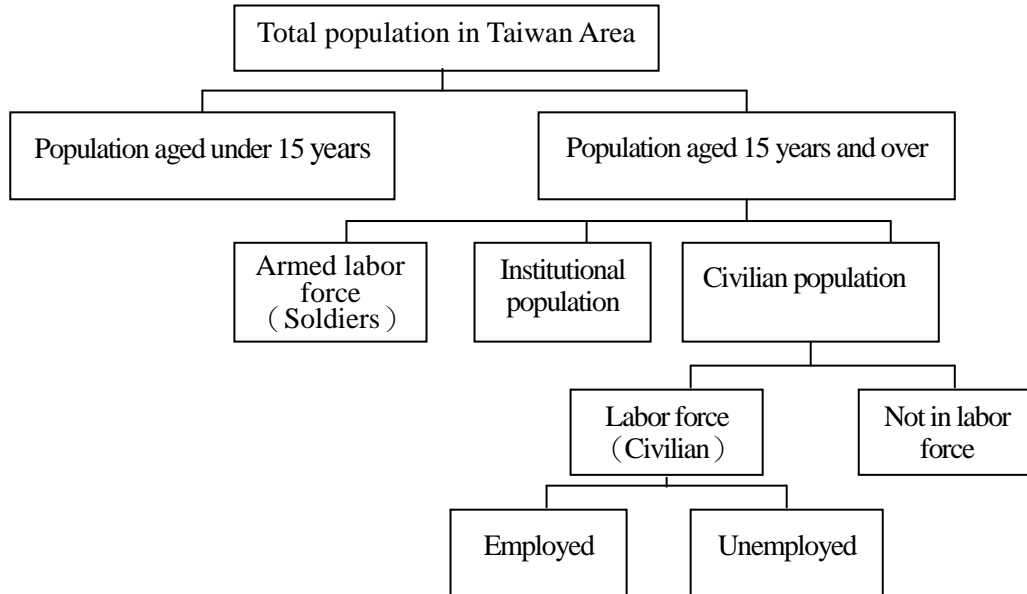 Total population in Taiwan Area
Population aged under 15 years
Population aged 15 years and over
Armed labor
force
（Soldiers）
Institutional
population
Civilian population
Labor force
（Civilian）
Not in labor
force
Employed
Unemployed